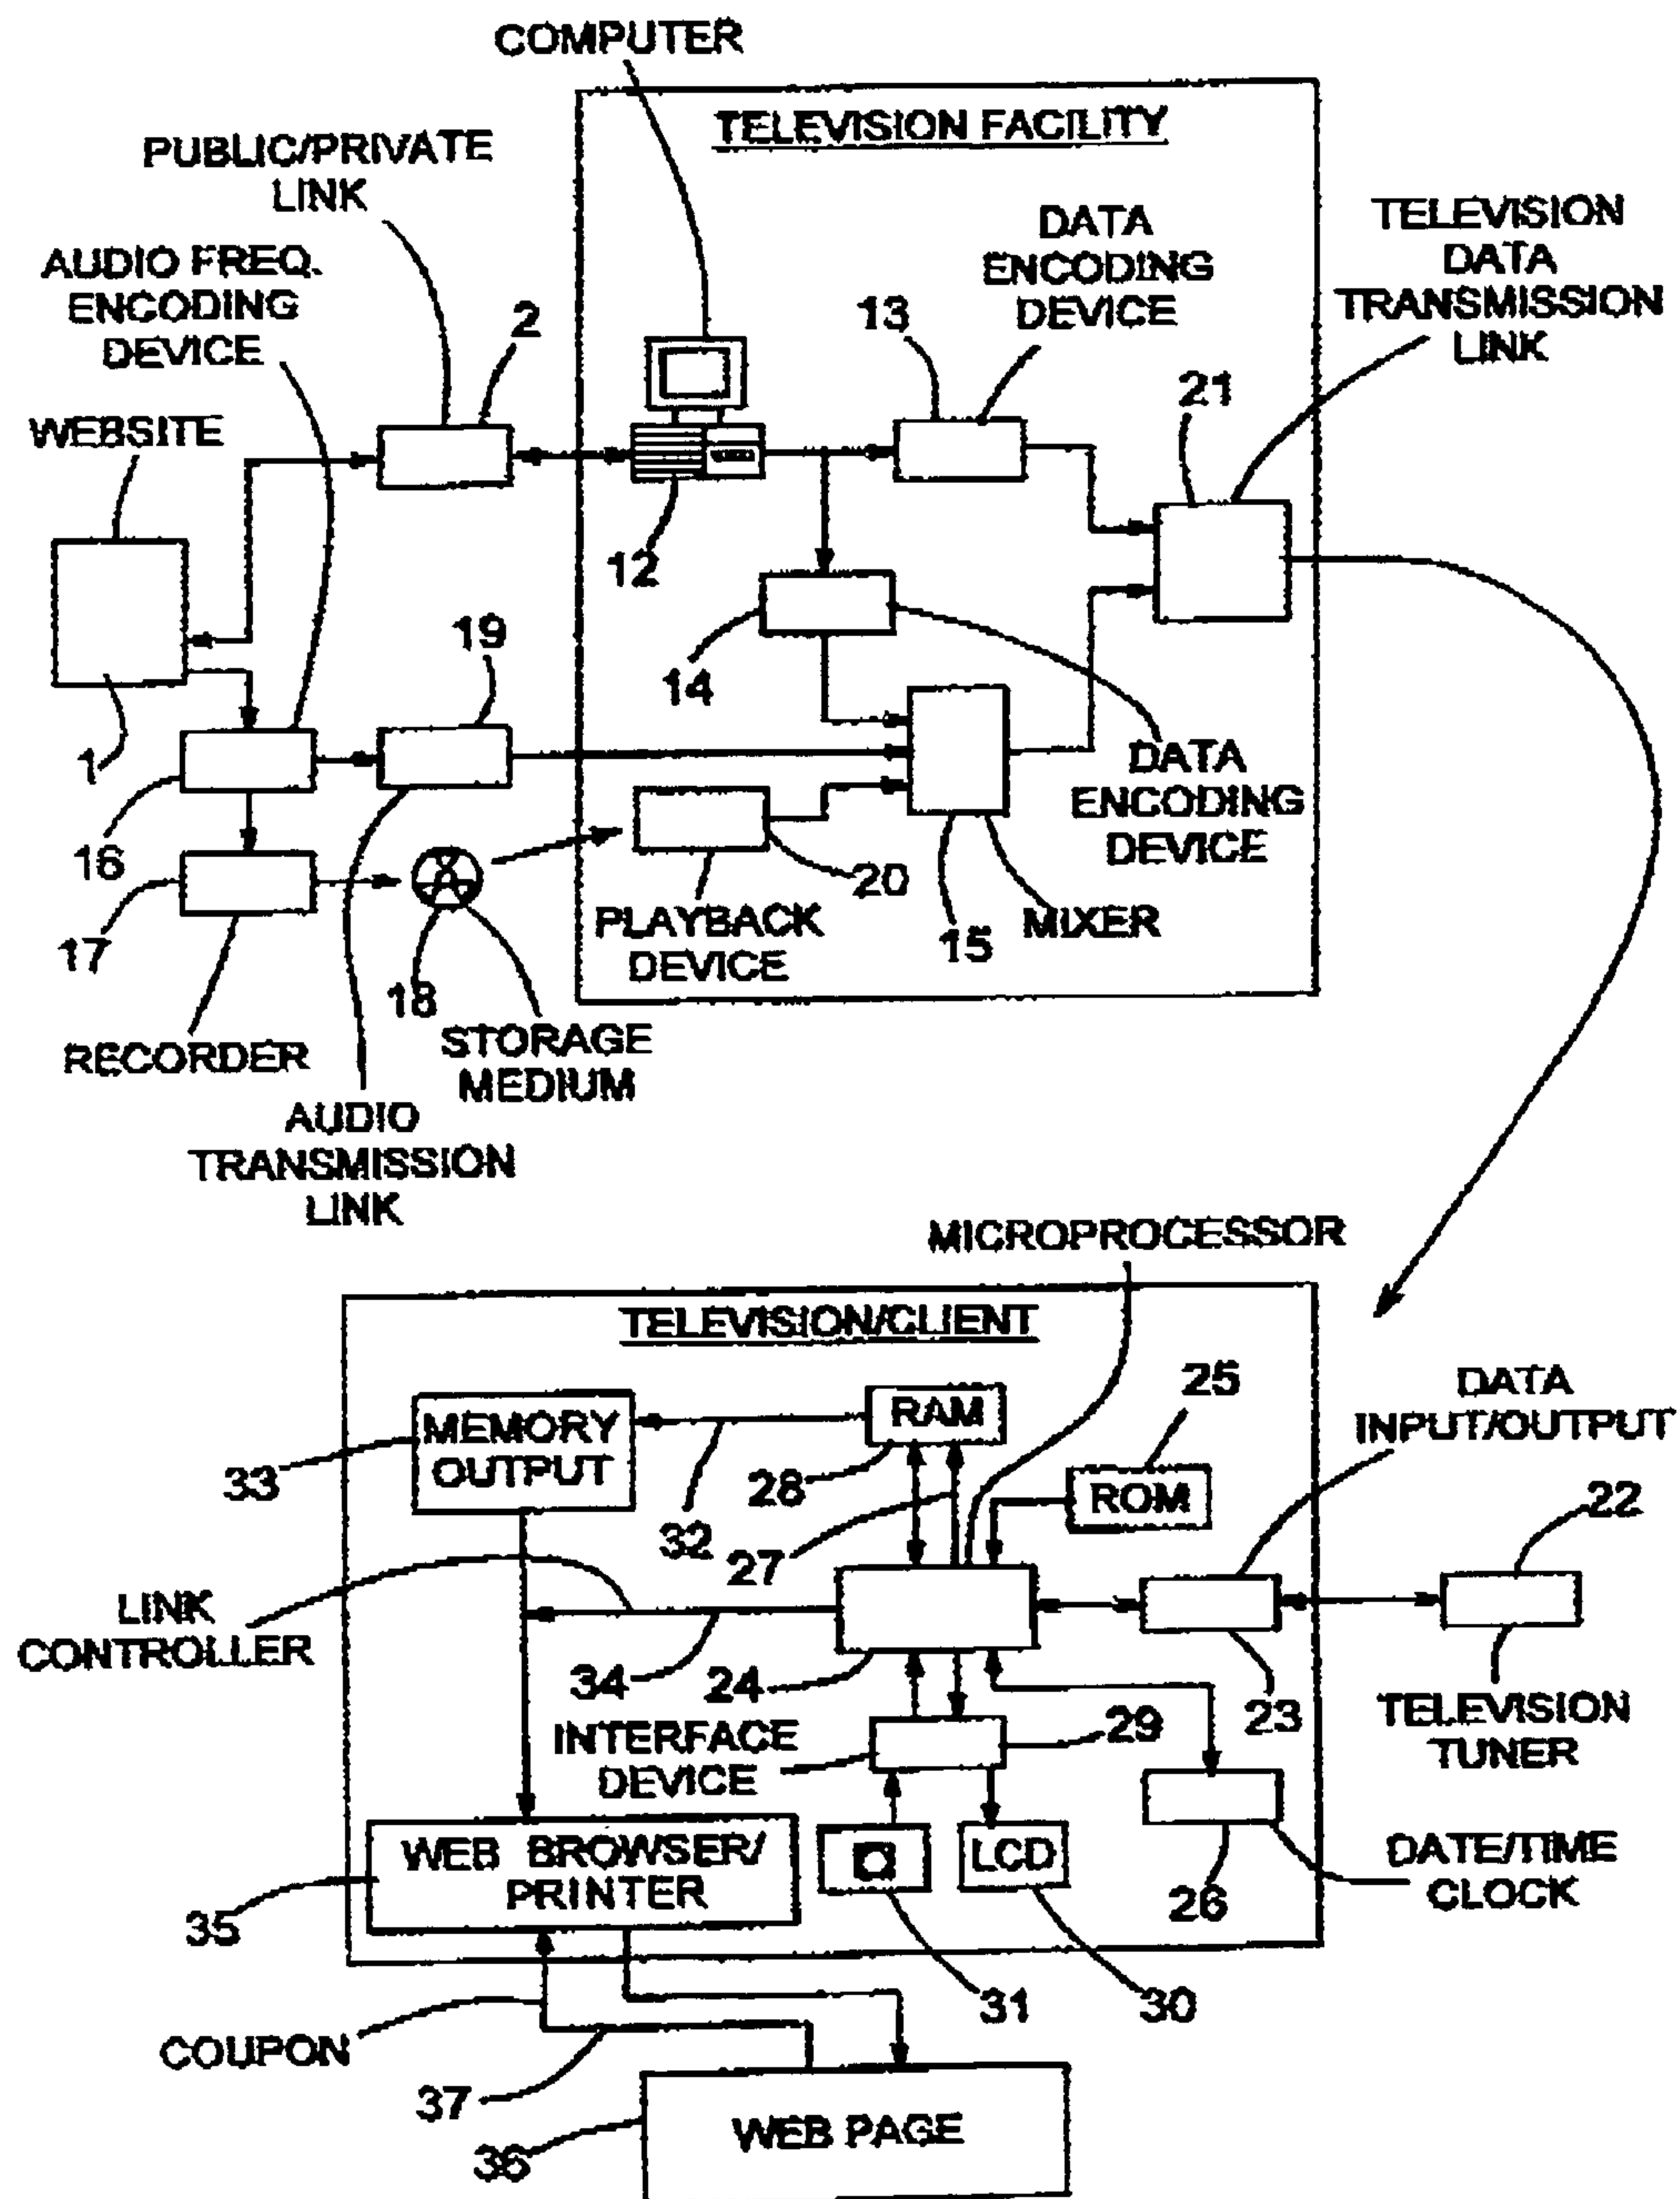 COMPUTER
TELEVISION FACILITY
PUBLIC/PRIVATE
LINK
AUDIO FREQ.
ENCODING
DEVICE
2
WEBSITE
1
DATA
ENCODING
DEVICE
13
TELEVISION
DATA
TRANSMISSION
LINK
21
12
14
19
16
17
18
20
15
MIXER
DATA
ENCODING
DEVICE
PLAYBACK
DEVICE
RECORDER
STORAGE
MEDIUM
AUDIO
TRANSMISSION
LINK
MICROPROCESSOR
TELEVISION/CLIENT
MEMORY
OUTPUT
33
RAM
28
32
27
25
ROM
DATA
INPUT/OUTPUT
22
LINK
CONTROLLER
34
24
23
TELEVISION
TUNER
INTERFACE
DEVICE
29
WEB BROWSER/
PRINTER
35
LCD
31
30
26
DATE/TIME
CLOCK
COUPON
37
36
WEB PAGE